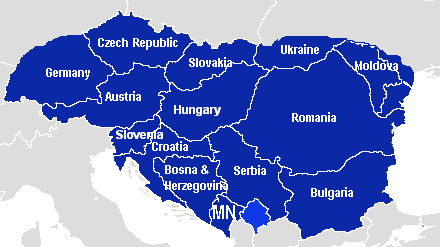 Czech Republic
Ukraine
Slovakia
Moldova
Germany
Austria
Hungary
Romania
Slovenia
Croatia
Bosna &
Herzegovina
Serbia
Bulgaria
MN